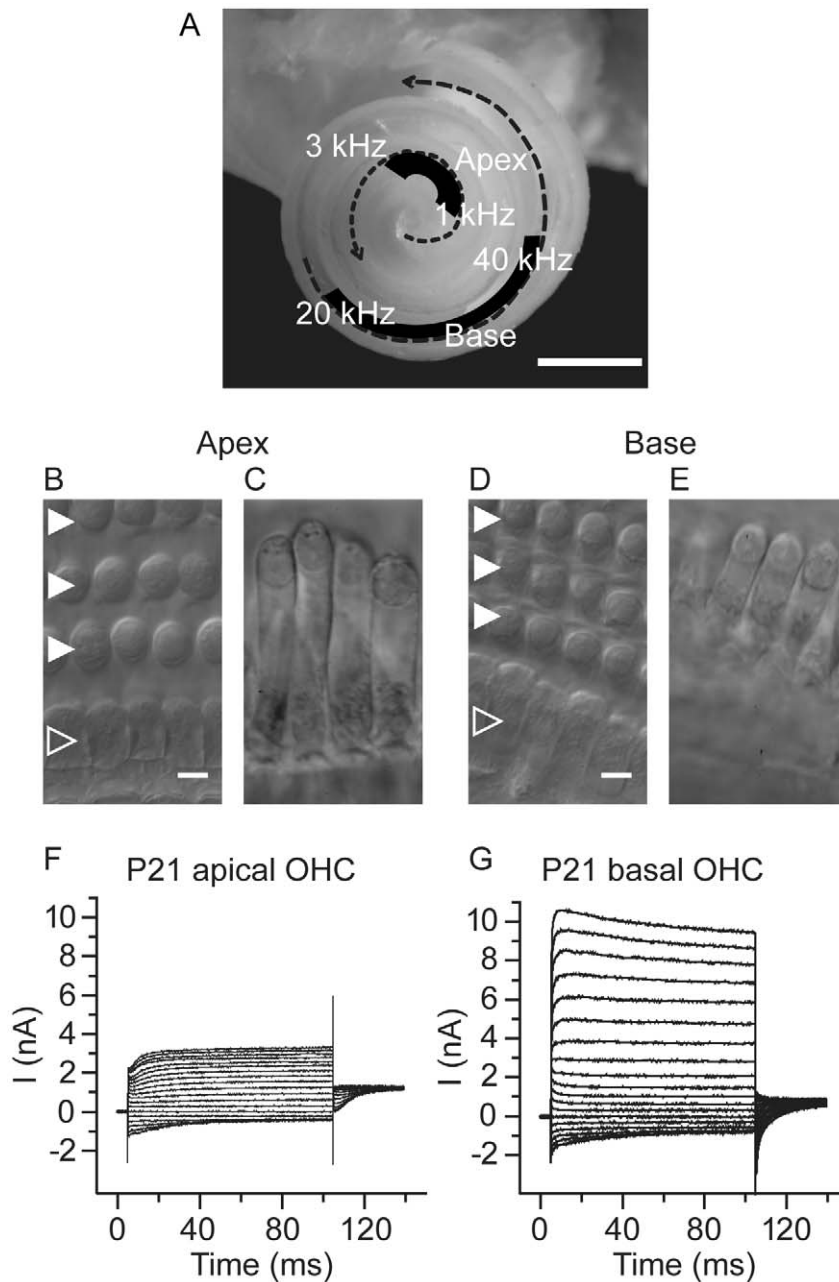 A
3 kHz
Apex
1 kHz
40 kHz
20 kHz
Base
Apex
Base
B
C
D
E
F
P21 apical OHC
G
P21 basal OHC
I (nA)
10
8
6
4
2
0
-2
0
40
80
120
Time (ms)
I (nA)
10
8
6
4
2
0
-2
0
40
80
120
Time (ms)